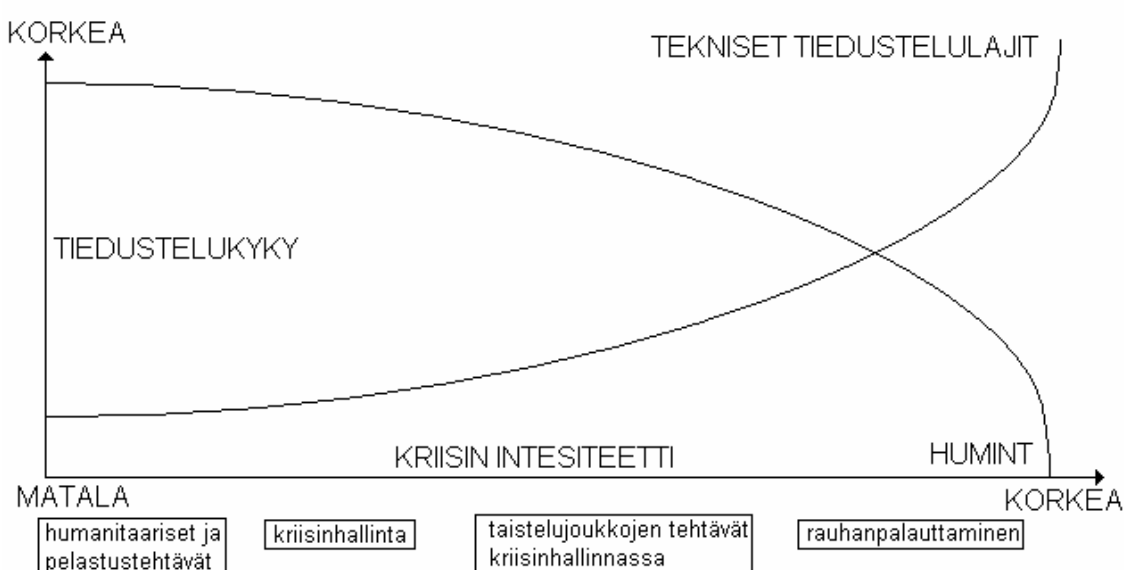 KORKEA
TEKNISET TIEDUSTELULAJIT
TIEDUSTELUKYKY
KRIISIN INTESITEETTI
HUMINT
MATALA
KORKEA
humanitaariset ja
pelastustehtävät
kriisinhallinta
taistelujoukkojen tehtävät
kriisinhallinnassa
rauhanpalauttaminen